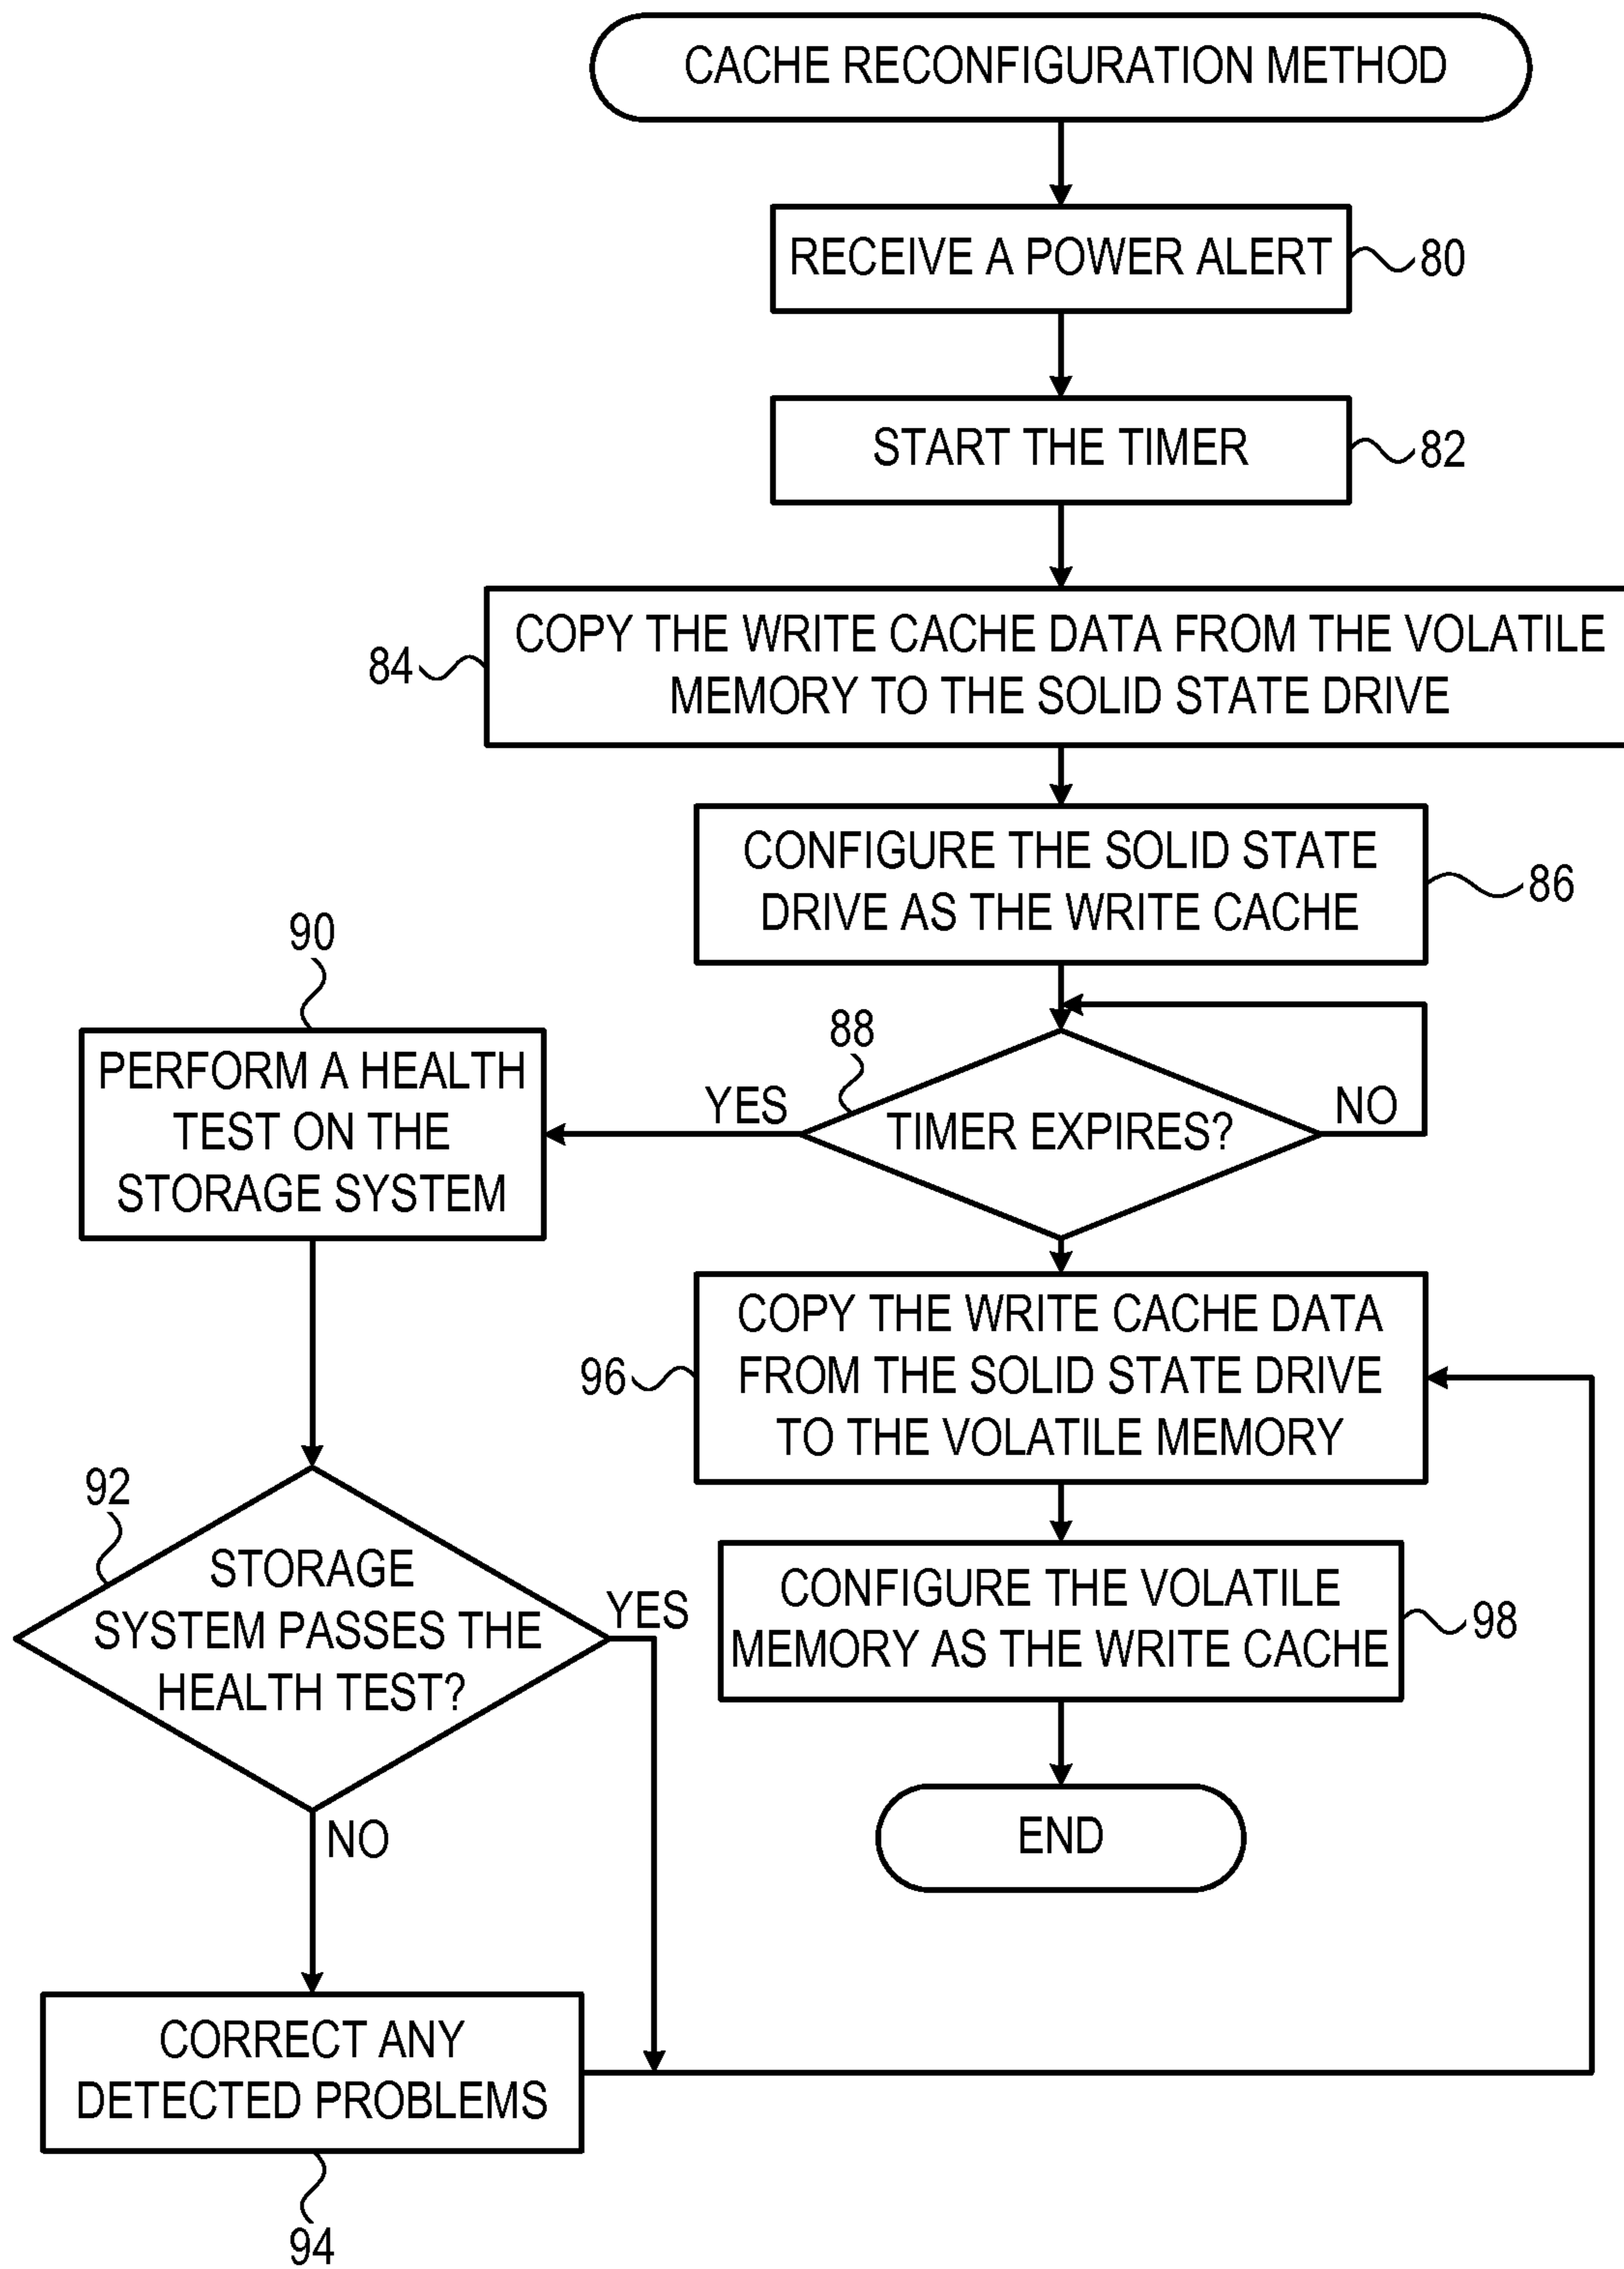 CACHE RECONFIGURATION METHOD
RECEIVE A POWER ALERT
80
START THE TIMER
82
COPY THE WRITE CACHE DATA FROM THE VOLATILE
MEMORY TO THE SOLID STATE DRIVE
84
CONFIGURE THE SOLID STATE
DRIVE AS THE WRITE CACHE
86
88
TIMER EXPIRES?
YES
NO
90
PERFORM A HEALTH
TEST ON THE
STORAGE SYSTEM
92
STORAGE
SYSTEM PASSES THE
HEALTH TEST?
YES
NO
CORRECT ANY
DETECTED PROBLEMS
94
96
COPY THE WRITE CACHE DATA
FROM THE SOLID STATE DRIVE
TO THE VOLATILE MEMORY
CONFIGURE THE VOLATILE
MEMORY AS THE WRITE CACHE
98
END